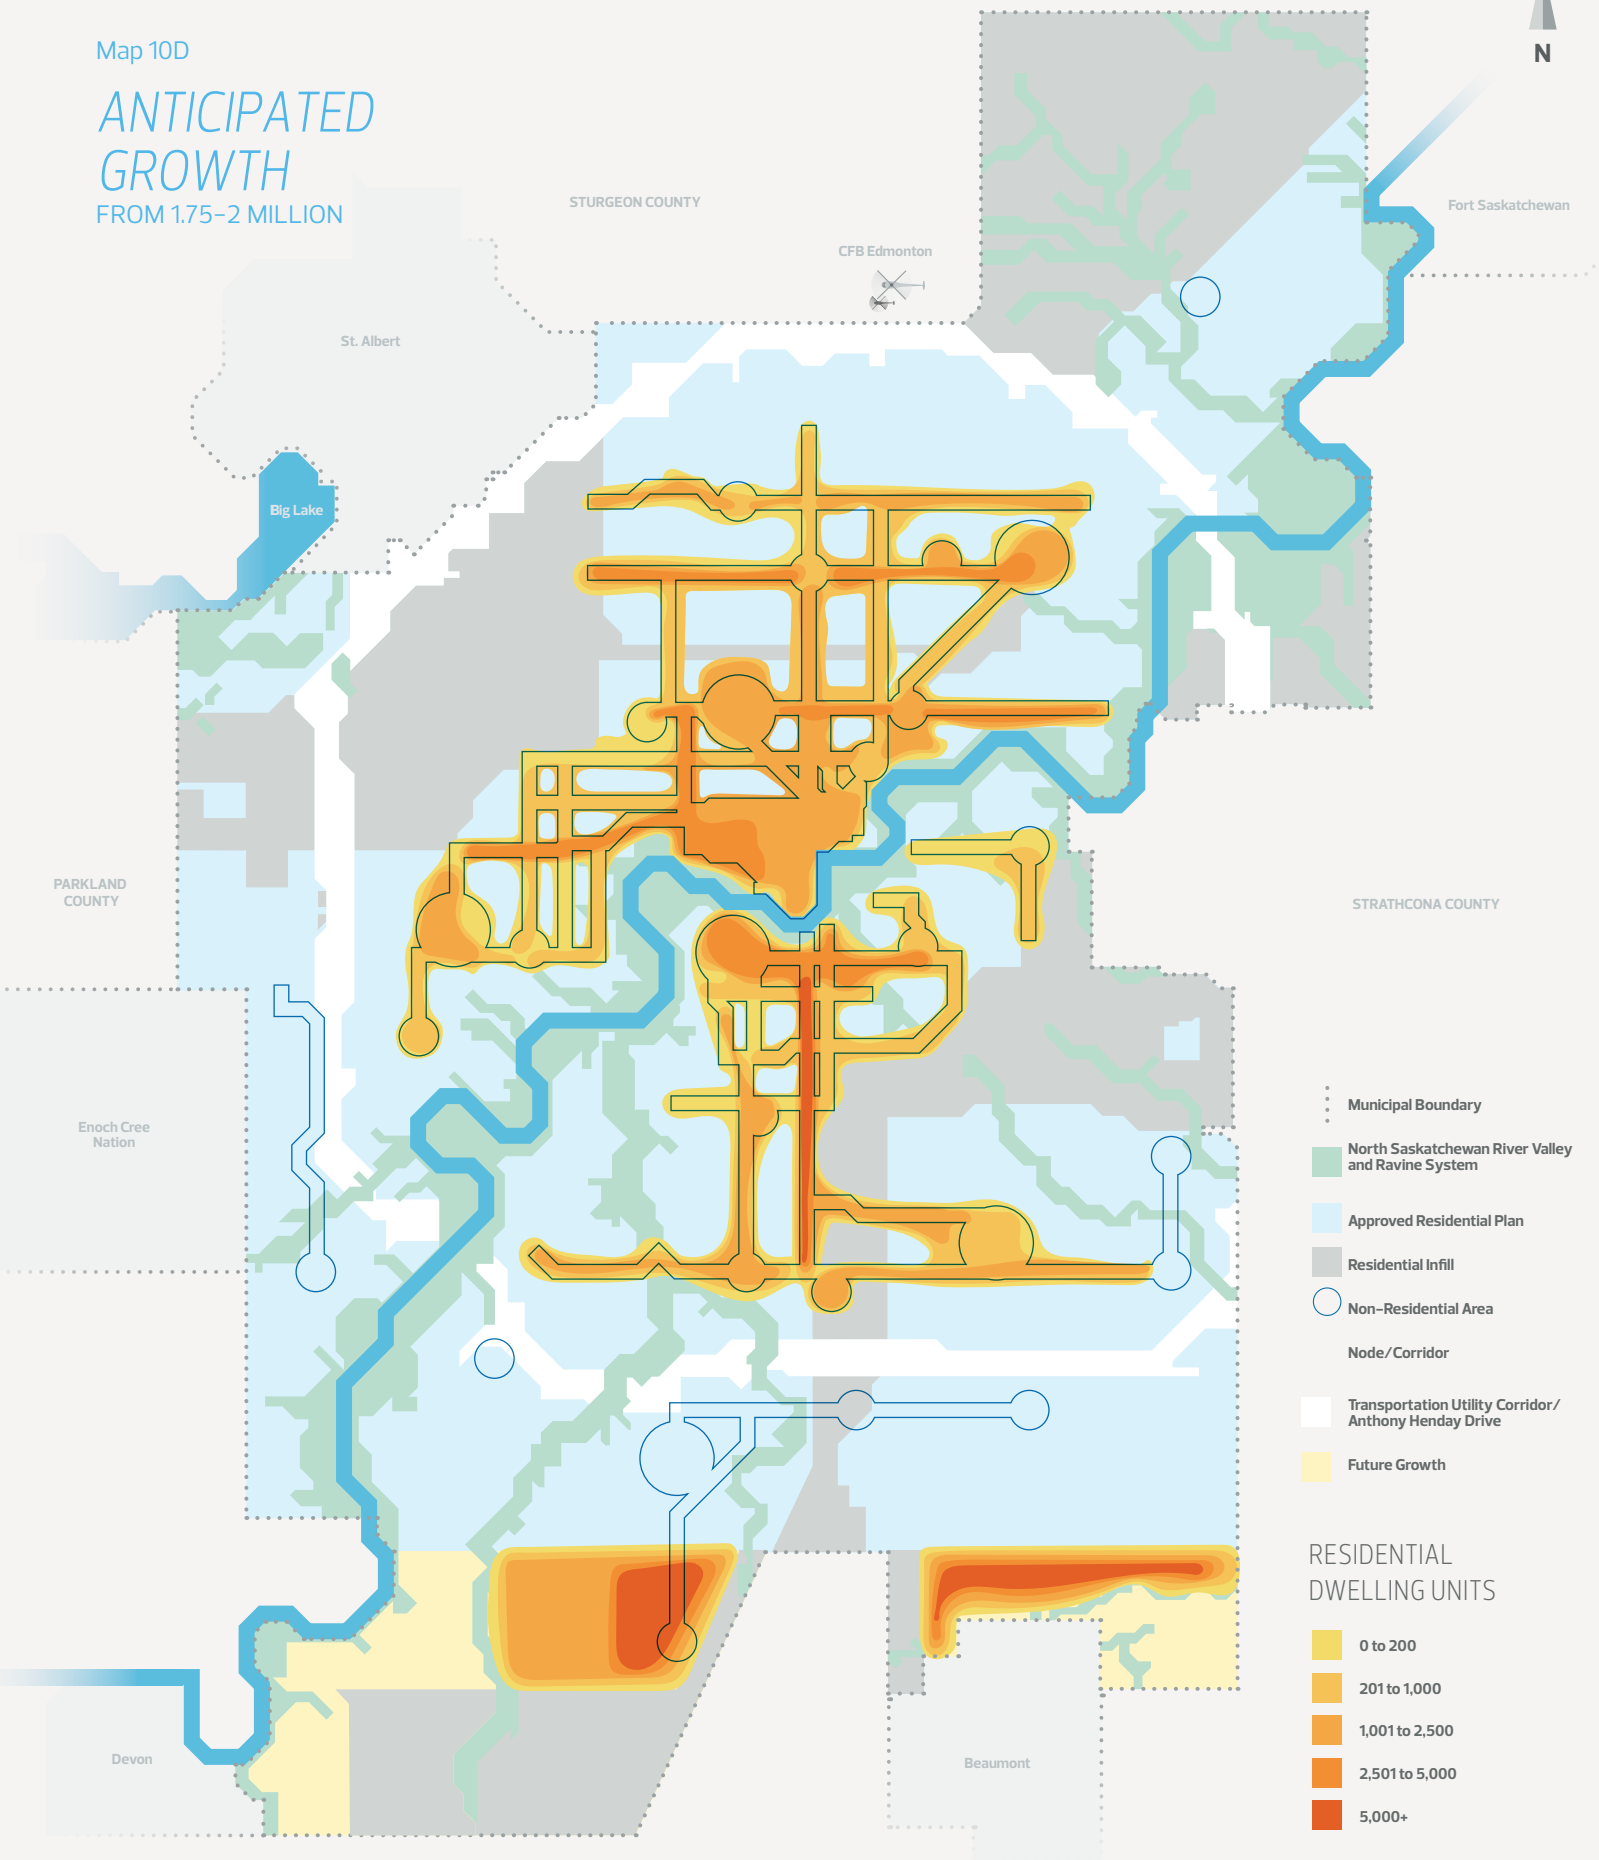 Map 10D
ANTICIPATED
GROWTH
FROM 1.75–2 MILLION
N
STURGEON COUNTY
Fort Saskatchewan
CFB Edmonton
St. Albert
Big Lake
PARKLAND
COUNTY
STRATHCONA COUNTY
Enoch Cree
Nation
Devon
Beaumont
Municipal Boundary
North Saskatchewan River Valley
and Ravine System
Approved Residential Plan
Residential Infill
Non-Residential Area
Node/Corridor
Transportation Utility Corridor/
Anthony Henday Drive
Future Growth
RESIDENTIAL
DWELLING UNITS
0 to 200
201 to 1,000
1,001 to 2,500
2,501 to 5,000
5,000+